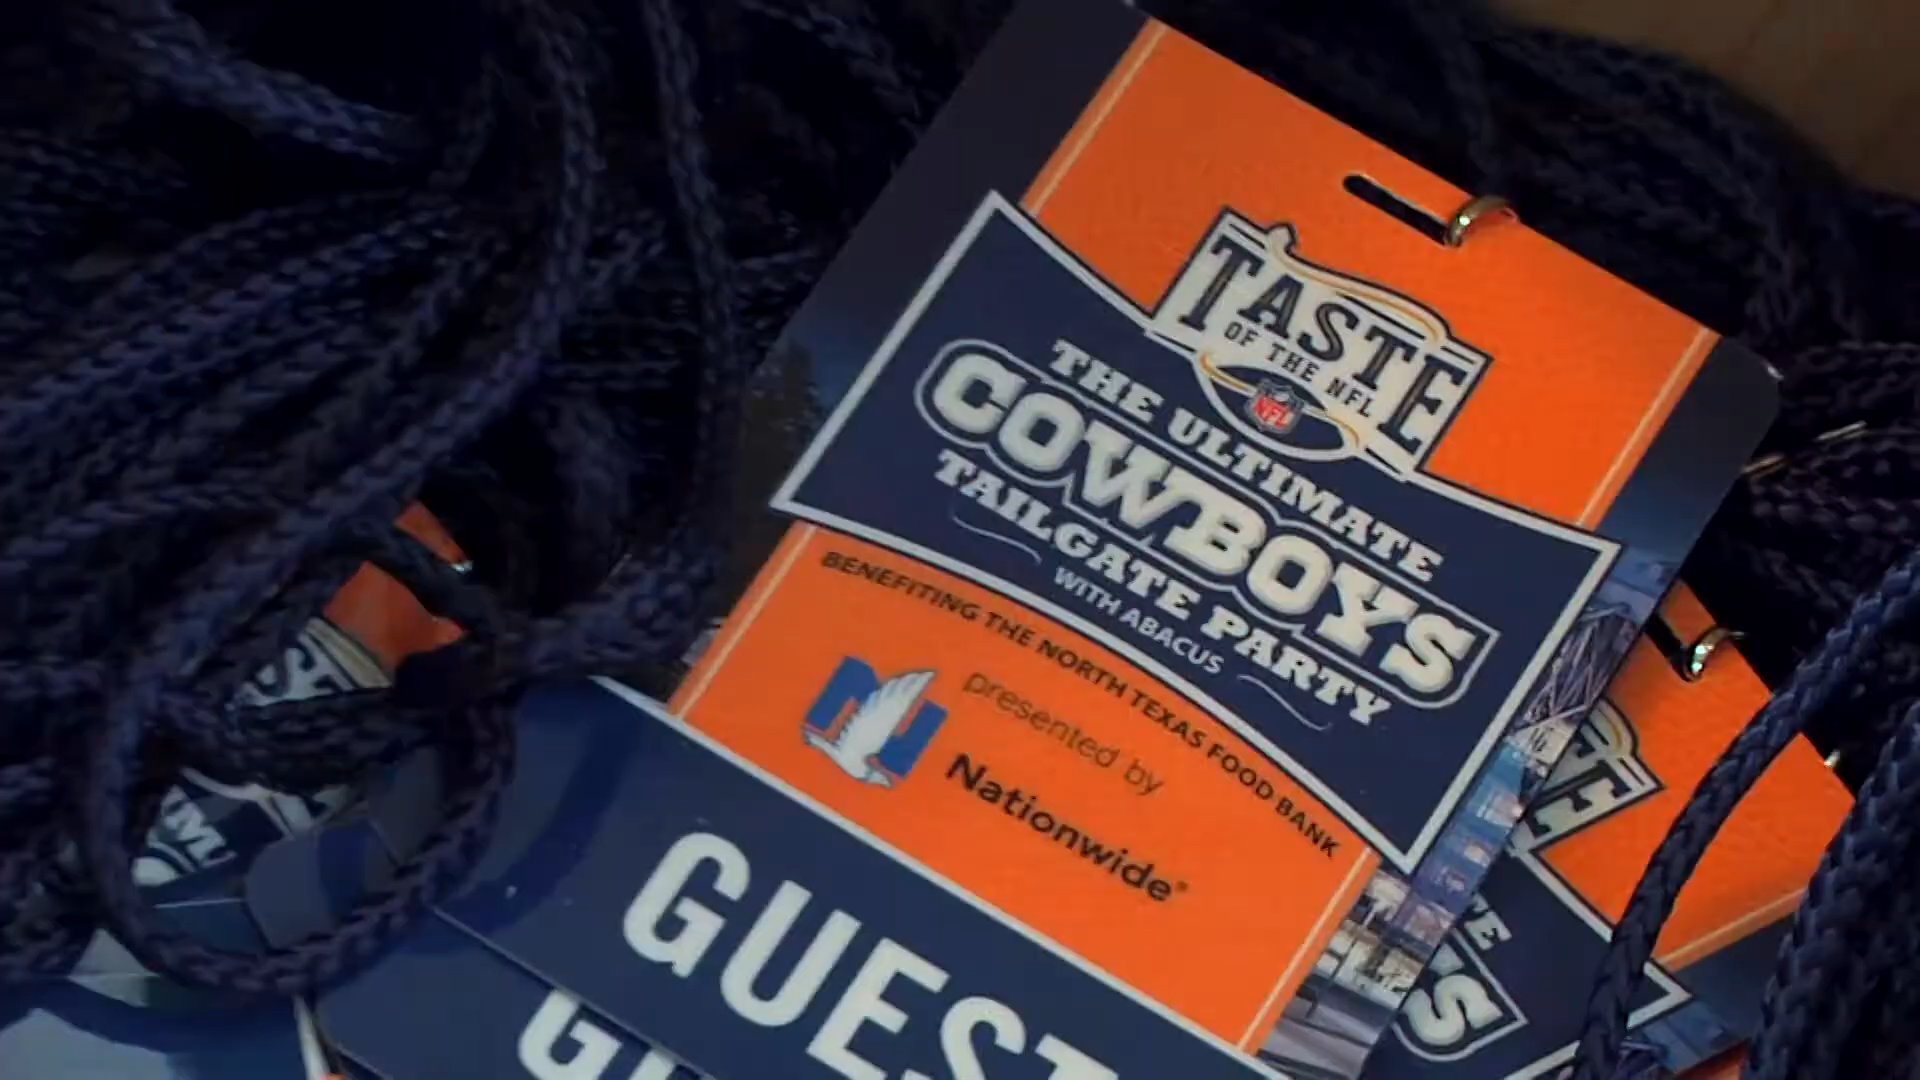 TASTE
OF THE NFL
NFL
THE ULTIMATE
COWBOYS
TAILGATE PARTY
WITH ABACUS
BENEFITING THE NORTH TEXAS FOOD BANK
presented by
Nationwide®
GUEST